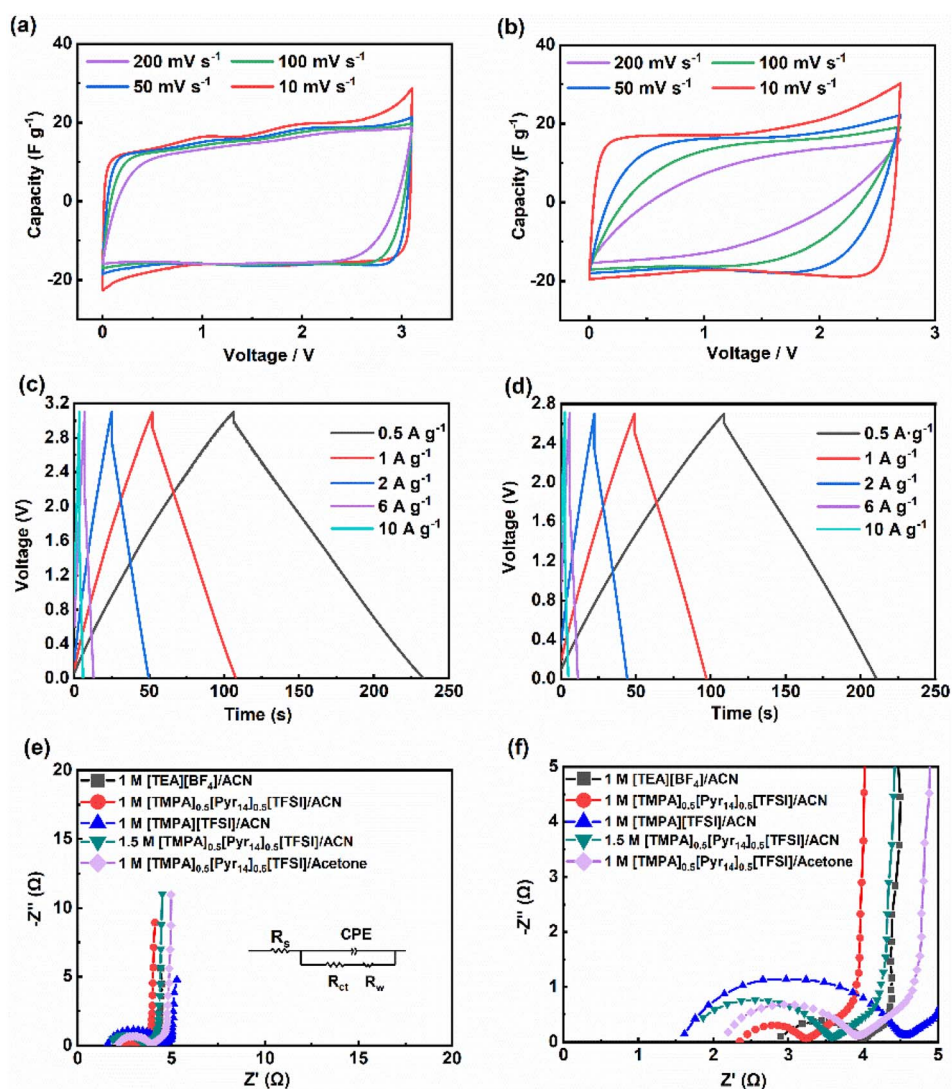 (a)
40
20
0
-20
Capacity (F g⁻¹)
200 mV s⁻¹ 100 mV s⁻¹
50 mV s⁻¹ 10 mV s⁻¹
0 1 2 3
Voltage / V
(b)
40
20
0
-20
Capacity (F g⁻¹)
200 mV s⁻¹ 100 mV s⁻¹
50 mV s⁻¹ 10 mV s⁻¹
0 1 2 3
Voltage / V
(c)
3.2
2.8
2.4
2.0
1.6
1.2
0.8
0.4
0.0
Voltage (V)
0.5 A g⁻¹
1 A g⁻¹
2 A g⁻¹
6 A g⁻¹
10 A g⁻¹
0 50 100 150 200 250
Time (s)
(d)
2.8
2.4
2.0
1.6
1.2
0.8
0.4
0.0
Voltage (V)
0.5 A·g⁻¹
1 A g⁻¹
2 A g⁻¹
6 A g⁻¹
10 A g⁻¹
0 50 100 150 200 250
Time (s)
(e)
20
15
10
5
0
-Z'' (Ω)
1 M [TEA][BF₄]/ACN
1 M [TMPA]₀.₅[Pyr₁₄]₀.₅[TFSI]/ACN
1 M [TMPA][TFSI]/ACN
1.5 M [TMPA]₀.₅[Pyr₁₄]₀.₅[TFSI]/ACN
1 M [TMPA]₀.₅[Pyr₁₄]₀.₅[TFSI]/Acetone
Rs CPE
Rct Rw
0 5 10 15 20
Z' (Ω)
(f)
5
4
3
2
1
0
-Z'' (Ω)
1 M [TEA][BF₄]/ACN
1 M [TMPA]₀.₅[Pyr₁₄]₀.₅[TFSI]/ACN
1 M [TMPA][TFSI]/ACN
1.5 M [TMPA]₀.₅[Pyr₁₄]₀.₅[TFSI]/ACN
1 M [TMPA]₀.₅[Pyr₁₄]₀.₅[TFSI]/Acetone
0 1 2 3 4 5
Z' (Ω)